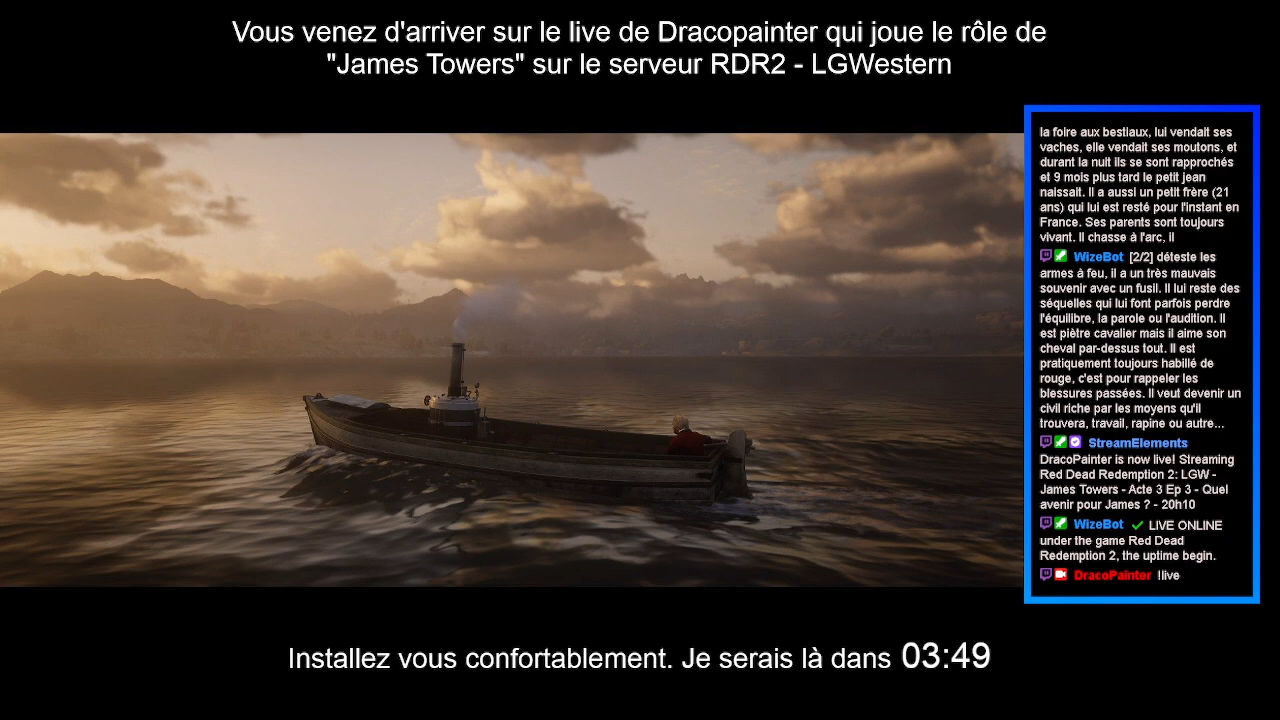 Vous venez d'arriver sur le live de Dracopainter qui joue le rôle de
"James Towers" sur le serveur RDR2 - LGWestern
la foire aux bestiaux, lui vendait ses
vaches, elle vendait ses moutons, et
durant la nuit ils se sont rapprochés
et 9 mois plus tard le petit jean
naissait. Il a aussi un petit frère (21
ans) qui lui est resté pour l'instant en
France. Ses parents sont toujours
vivant. Il chasse à l'arc, il
WizeBot [2/2] déteste les
armes à feu, il a un très mauvais
souvenir avec un fusil. Il lui reste des
séquelles qui lui font parfois perdre
l'équilibre, la parole ou l'audition. Il
est piètre cavalier mais il aime son
cheval par-dessus tout. Il est
pratiquement toujours habillé de
rouge, c'est pour rappeler les
blessures passées. Il veut devenir un
civil riche par les moyens qu'il
trouvera, travail, rapine ou autre...
StreamElements
DracoPainter is now live! Streaming
Red Dead Redemption 2: LGW -
James Towers - Acte 3 Ep 3 - Quel
avenir pour James ? - 20h10
WizeBot ✓ LIVE ONLINE
under the game Red Dead
Redemption 2, the uptime begin.
DracoPainter !live
Installez vous confortablement. Je serais là dans 03:49